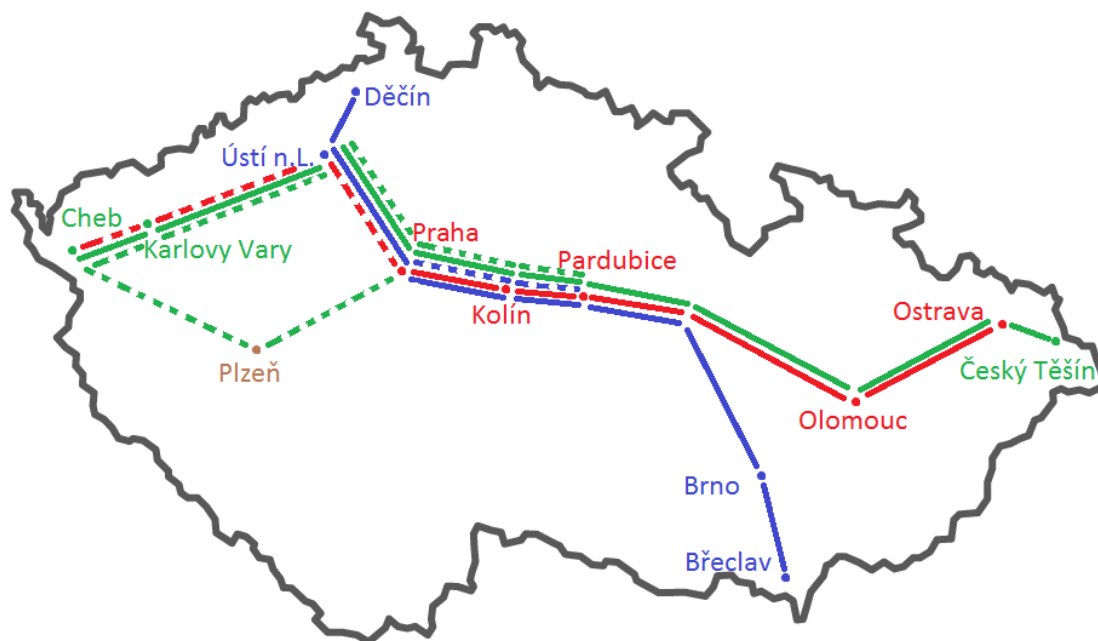 Děčín
Ústí n.L.
Cheb
Karlovy Vary
Praha
Pardubice
Kolín
Plzeň
Ostrava
Český Těšín
Olomouc
Brno
Břeclav